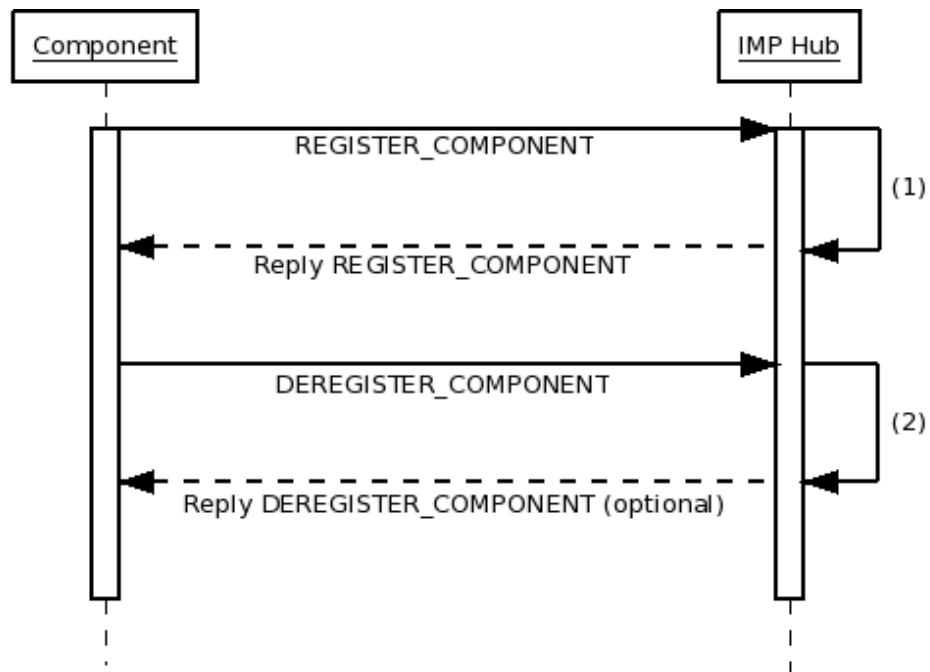 Component
IMP Hub
REGISTER_COMPONENT
(1)
Reply REGISTER_COMPONENT
DEREGISTER_COMPONENT
(2)
Reply DEREGISTER_COMPONENT (optional)